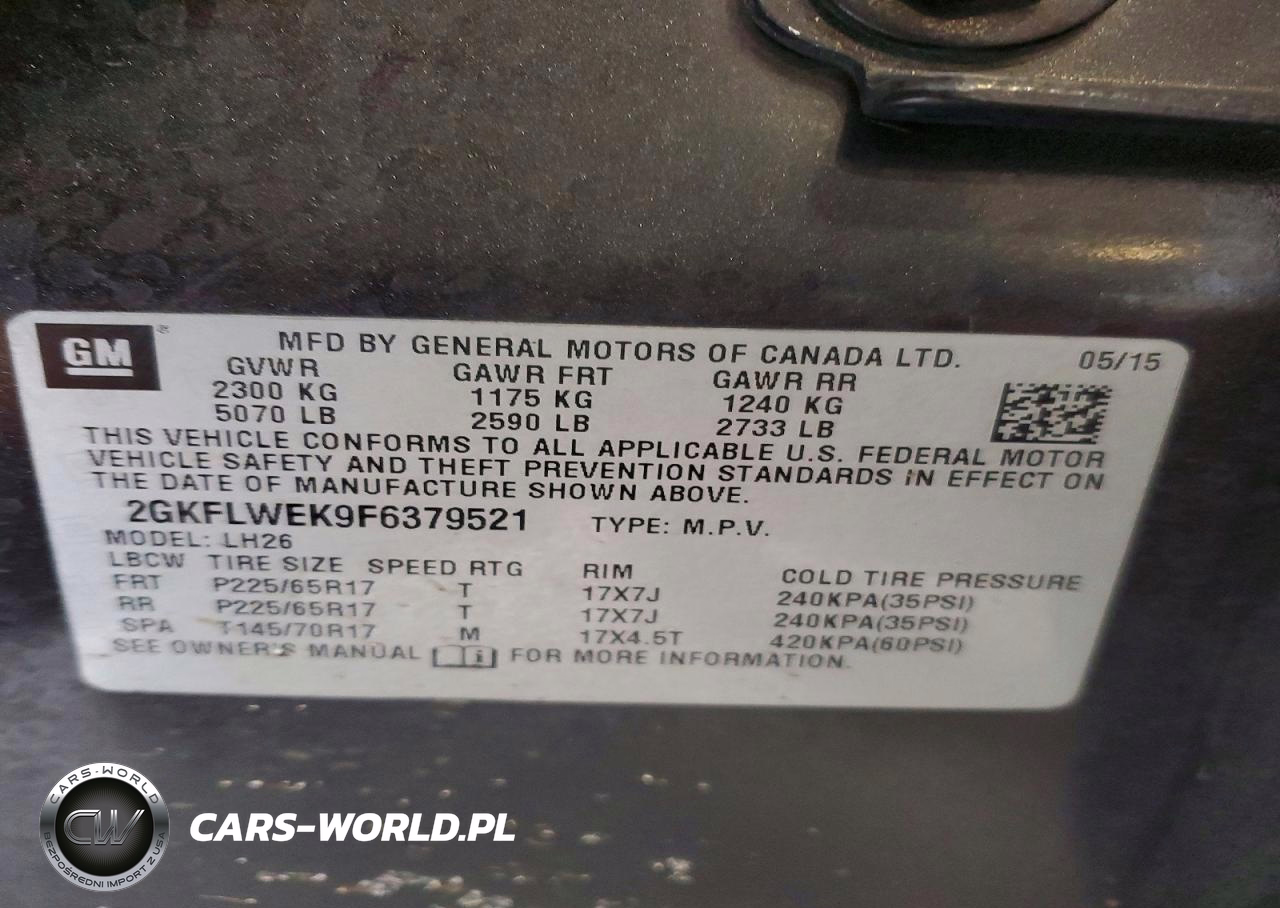 GM
MFD BY GENERAL MOTORS OF CANADA LTD. 05/15
GVWR GAWR FRT GAWR RR
2300 KG 1175 KG 1240 KG
5070 LB 2590 LB 2733 LB
THIS VEHICLE CONFORMS TO ALL APPLICABLE U.S. FEDERAL MOTOR
VEHICLE SAFETY AND THEFT PREVENTION STANDARDS IN EFFECT ON
THE DATE OF MANUFACTURE SHOWN ABOVE.
2GKFLWEK9F6379521 TYPE: M.P.V.
MODEL: LH26
LBCW TIRE SIZE SPEED RTG RIM COLD TIRE PRESSURE
FRT P225/65R17 T 17X7J 240KPA(35PSI)
RR P225/65R17 T 17X7J 240KPA(35PSI)
SPA T145/70R17 M 17X4.5T 420KPA(60PSI)
SEE OWNER'S MANUAL i FOR MORE INFORMATION.
CARS-WORLD
CW
BEZPOŚREDNI IMPORT Z USA
CARS-WORLD.PL